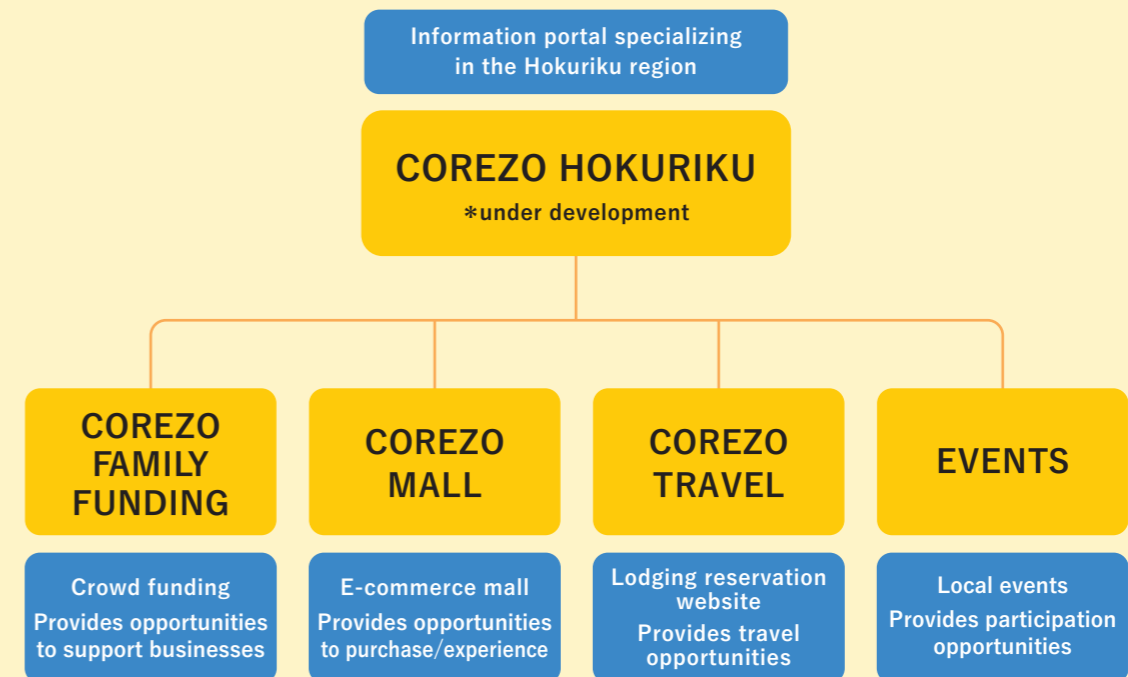 Information portal specializing
in the Hokuriku region
COREZO HOKURIKU
*under development
COREZO
FAMILY
FUNDING
Crowd funding
Provides opportunities
to support businesses
COREZO
MALL
E-commerce mall
Provides opportunities
to purchase/experience
COREZO
TRAVEL
Lodging reservation
website
Provides travel
opportunities
EVENTS
Local events
Provides participation
opportunities